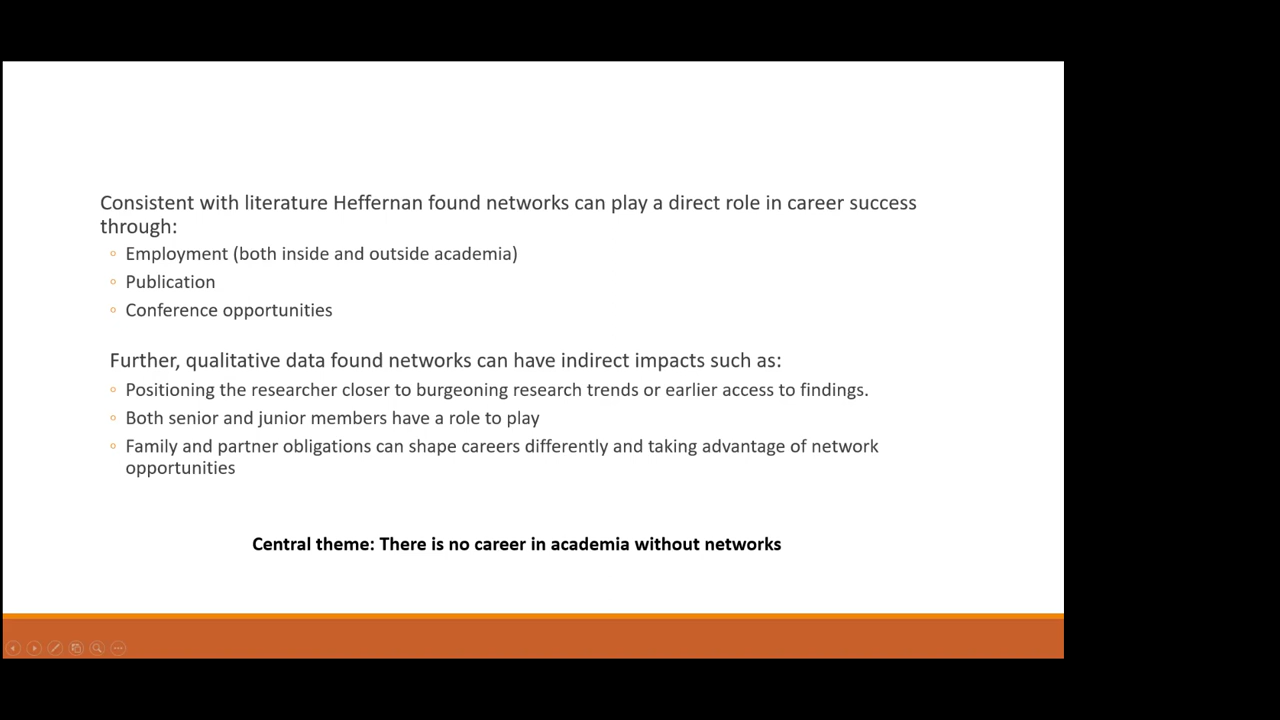 Consistent with literature Heffernan found networks can play a direct role in career success
through:
◦ Employment (both inside and outside academia)
◦ Publication
◦ Conference opportunities
Further, qualitative data found networks can have indirect impacts such as:
◦ Positioning the researcher closer to burgeoning research trends or earlier access to findings.
◦ Both senior and junior members have a role to play
◦ Family and partner obligations can shape careers differently and taking advantage of network
opportunities
Central theme: There is no career in academia without networks